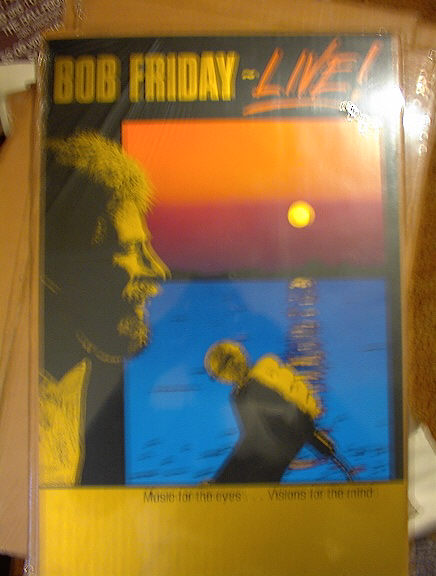 BOB FRIDAY ~ LIVE!
Music for the eyes . . . Visions for the mind